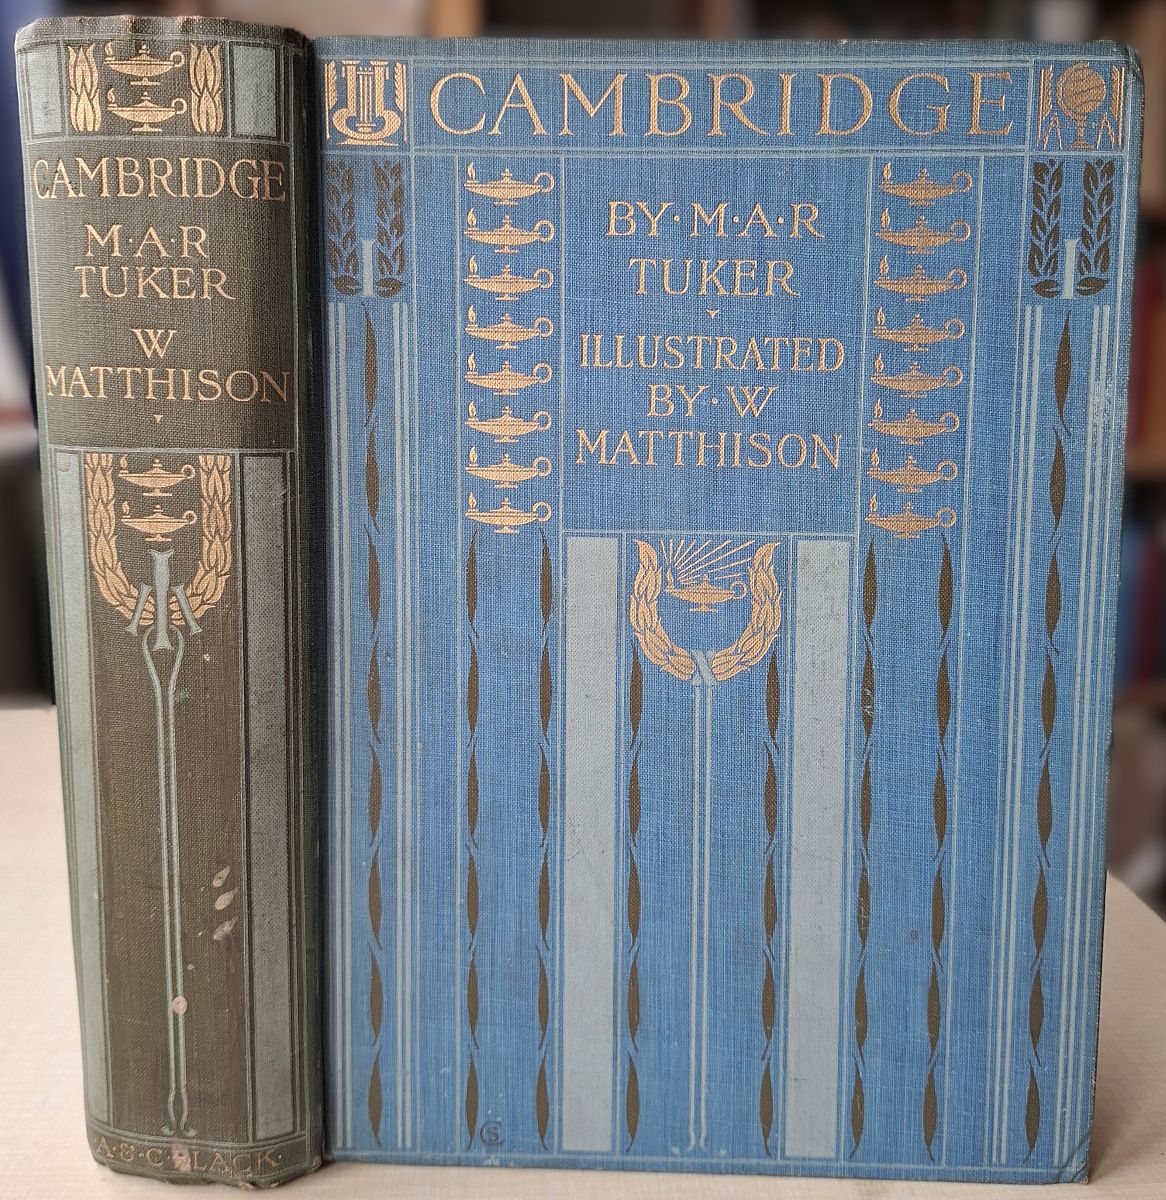 CAMBRIDGE
M·A·R
TUKER
W
MATTHISON
·A·&·C·BLACK·
CAMBRIDGE
BY·M·A·R
TUKER
ILLUSTRATED
BY·W
MATTHISON